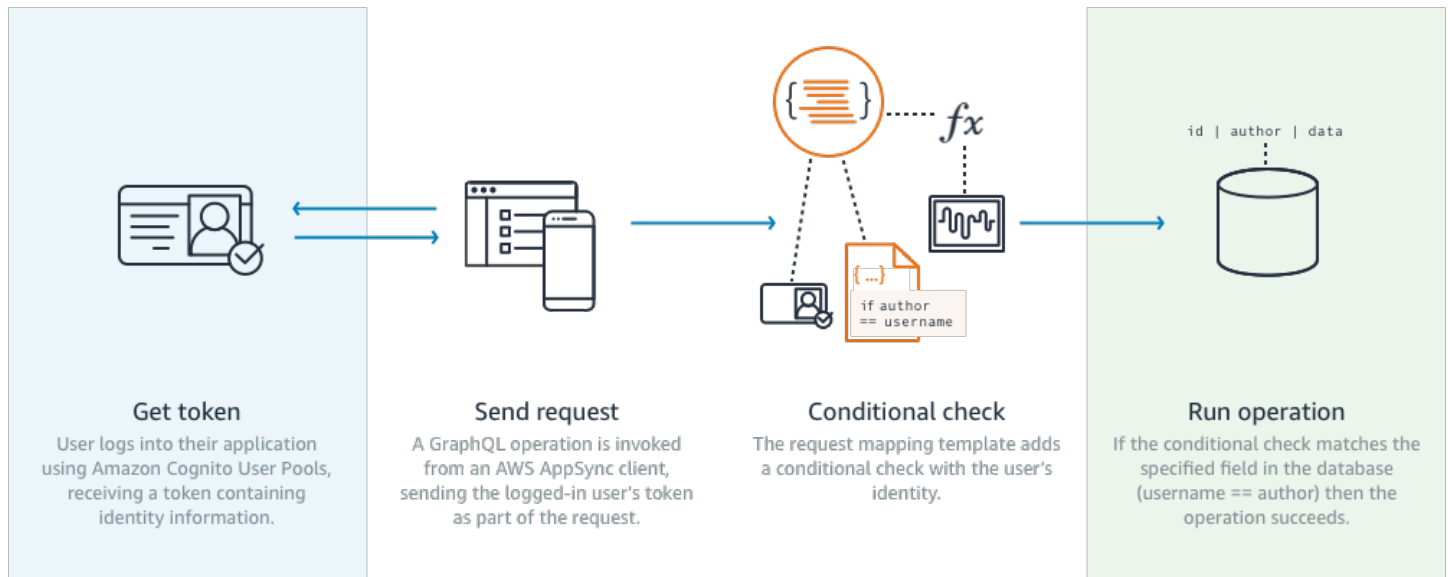 id | author | data
fx
{ ... }
if author
== username
Get token
User logs into their application
using Amazon Cognito User Pools,
receiving a token containing
identity information.
Send request
A GraphQL operation is invoked
from an AWS AppSync client,
sending the logged-in user's token
as part of the request.
Conditional check
The request mapping template adds
a conditional check with the user's
identity.
Run operation
If the conditional check matches the
specified field in the database
(username == author) then the
operation succeeds.